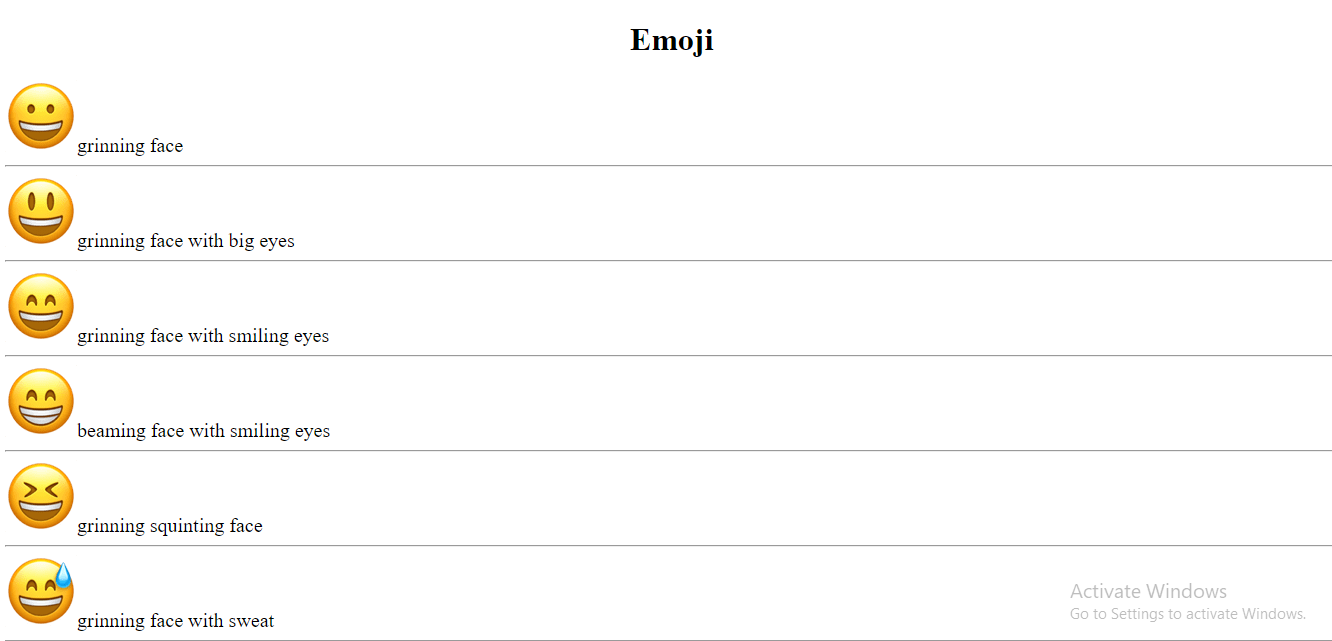 Emoji
grinning face
grinning face with big eyes
grinning face with smiling eyes
beaming face with smiling eyes
grinning squinting face
grinning face with sweat
Activate Windows
Go to Settings to activate Windows.